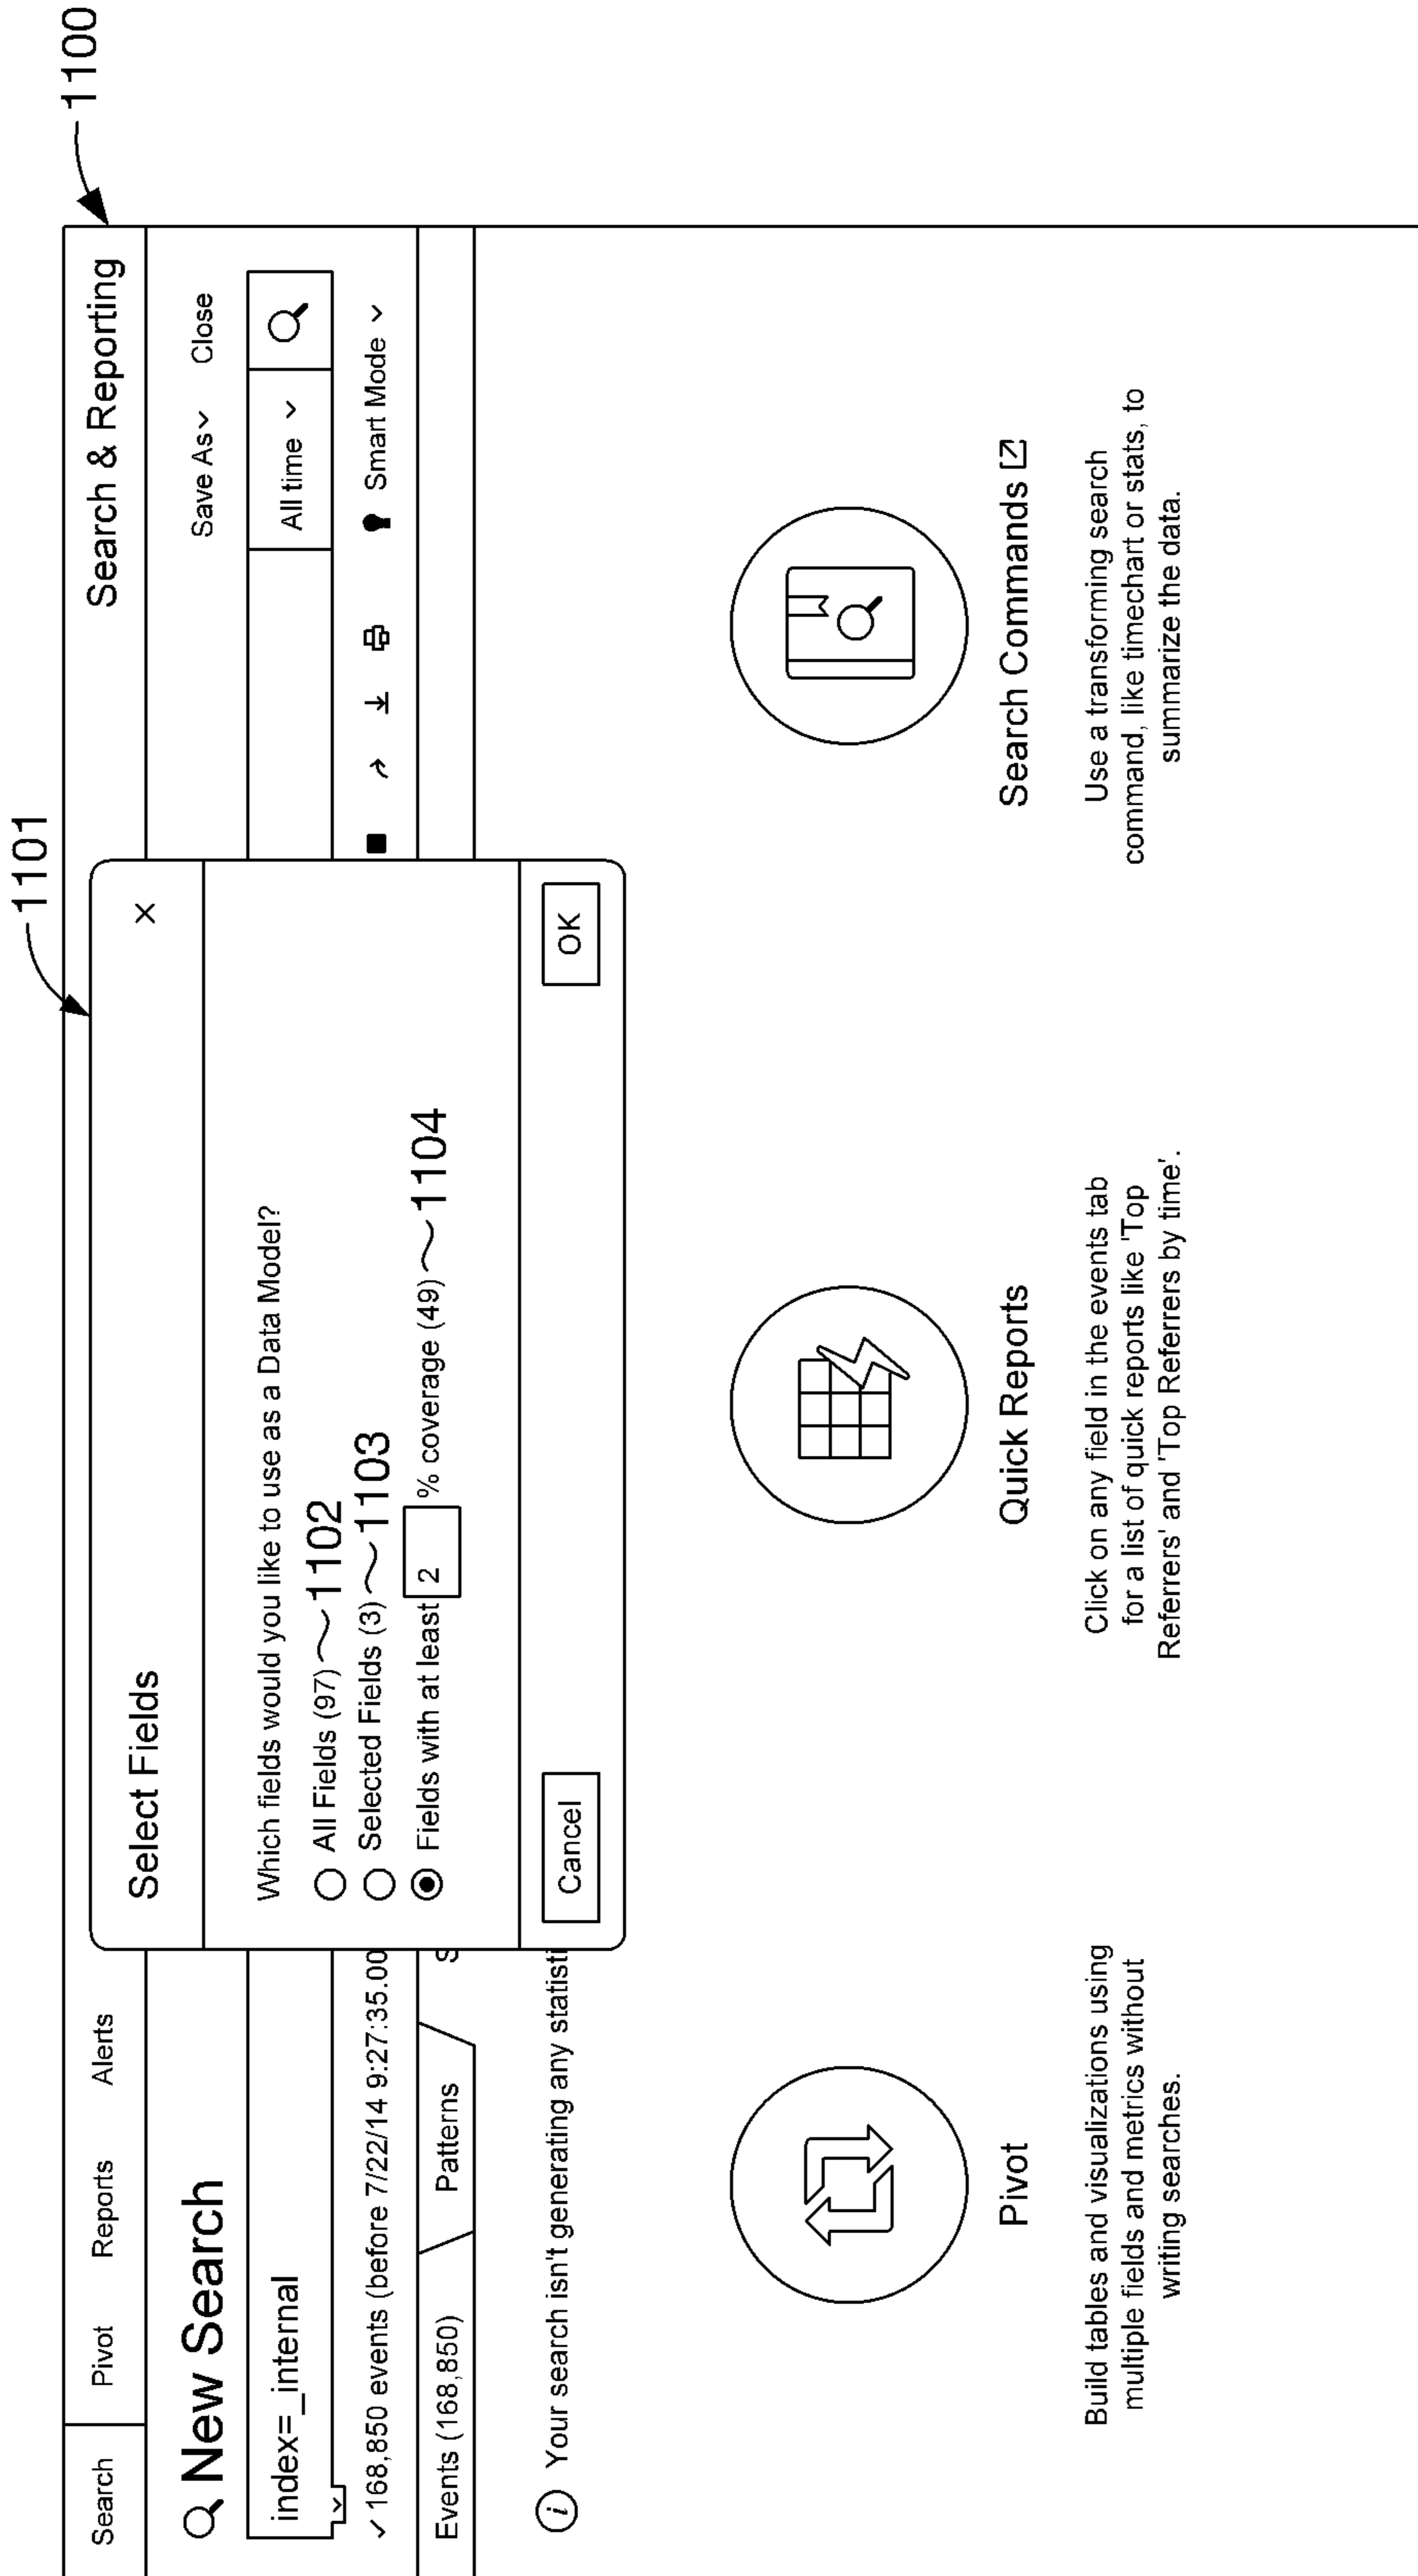 1100
1101
Search Pivot Reports Alerts Search & Reporting
New Search
Save As Close
index=_internal
All time
168,850 events (before 7/22/14 9:27:35.00
Smart Mode
Events (168,850) Patterns S
Your search isn't generating any statisti
Select Fields ×
Which fields would you like to use as a Data Model?
All Fields (97) 1102
Selected Fields (3) 1103
Fields with at least 2 % coverage (49) 1104
Cancel OK
Pivot
Build tables and visualizations using
multiple fields and metrics without
writing searches.
Quick Reports
Click on any field in the events tab
for a list of quick reports like 'Top
Referrers' and 'Top Referrers by time'.
Search Commands
Use a transforming search
command, like timechart or stats, to
summarize the data.